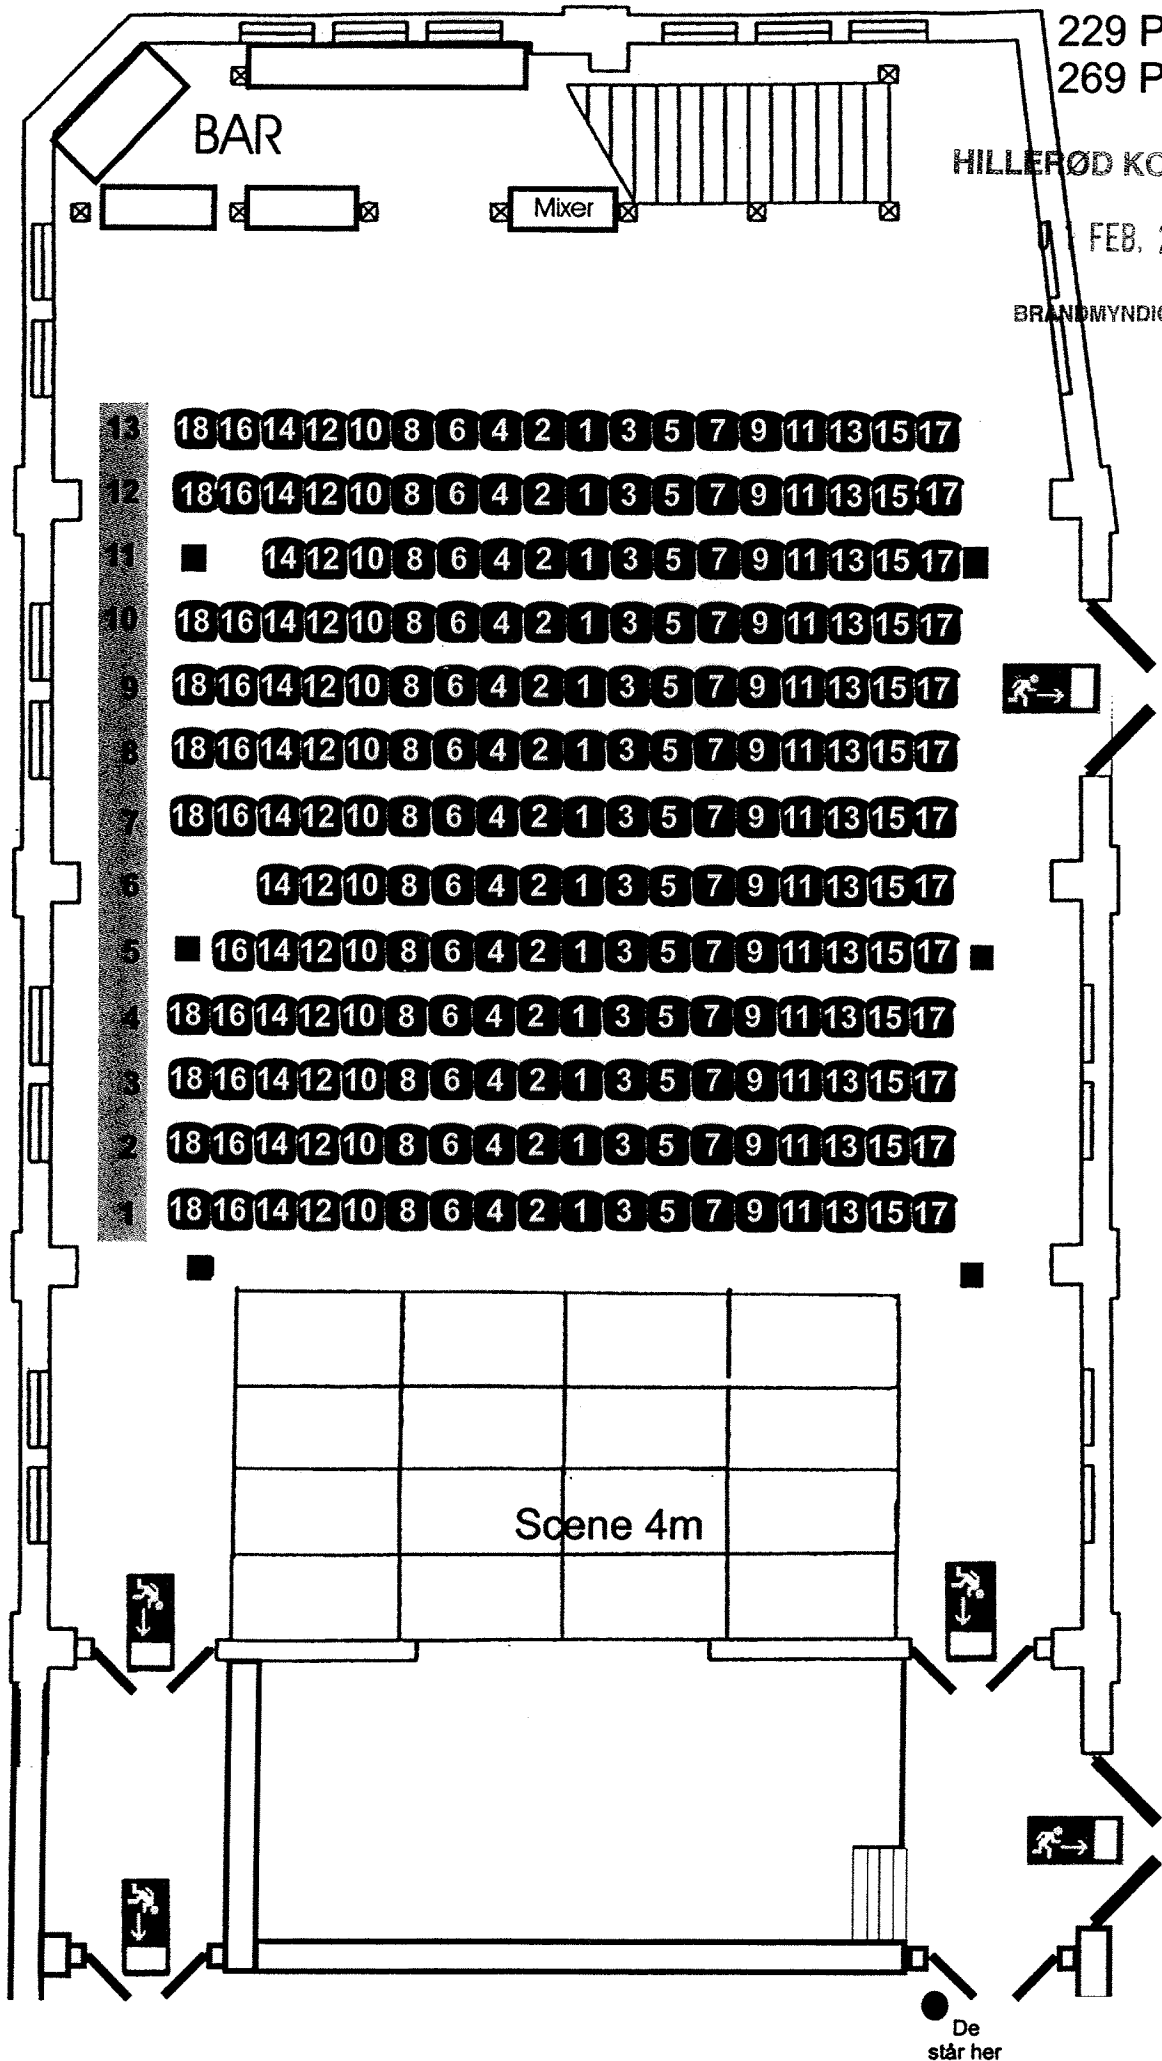 229 P
269 P
BAR
HILLERØD KO
Mixer
FEB.
BRANDMYNDIG
13 18 16 14 12 10 8 6 4 2 1 3 5 7 9 11 13 15 17
12 18 16 14 12 10 8 6 4 2 1 3 5 7 9 11 13 15 17
11 14 12 10 8 6 4 2 1 3 5 7 9 11 13 15 17
10 18 16 14 12 10 8 6 4 2 1 3 5 7 9 11 13 15 17
9 18 16 14 12 10 8 6 4 2 1 3 5 7 9 11 13 15 17
8 18 16 14 12 10 8 6 4 2 1 3 5 7 9 11 13 15 17
7 18 16 14 12 10 8 6 4 2 1 3 5 7 9 11 13 15 17
6 14 12 10 8 6 4 2 1 3 5 7 9 11 13 15 17
5 16 14 12 10 8 6 4 2 1 3 5 7 9 11 13 15 17
4 18 16 14 12 10 8 6 4 2 1 3 5 7 9 11 13 15 17
3 18 16 14 12 10 8 6 4 2 1 3 5 7 9 11 13 15 17
2 18 16 14 12 10 8 6 4 2 1 3 5 7 9 11 13 15 17
1 18 16 14 12 10 8 6 4 2 1 3 5 7 9 11 13 15 17
Scene 4m
De
står her